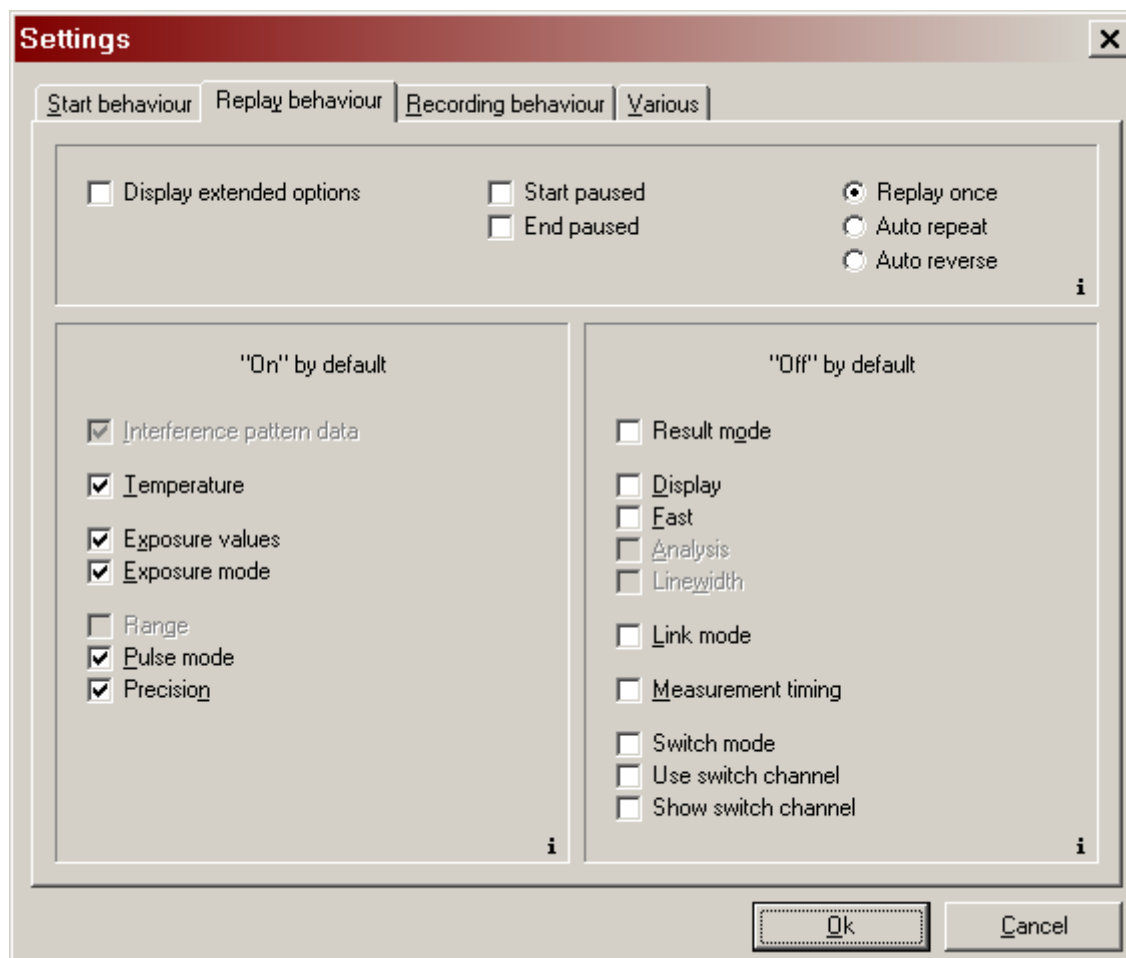 Settings
Start behaviour
Replay behaviour
Recording behaviour
Various
Display extended options
Start paused
End paused
Replay once
Auto repeat
Auto reverse
i
"On" by default
Interference pattern data
Temperature
Exposure values
Exposure mode
Range
Pulse mode
Precision
i
"Off" by default
Result mode
Display
Fast
Analysis
Linewidth
Link mode
Measurement timing
Switch mode
Use switch channel
Show switch channel
i
Ok
Cancel